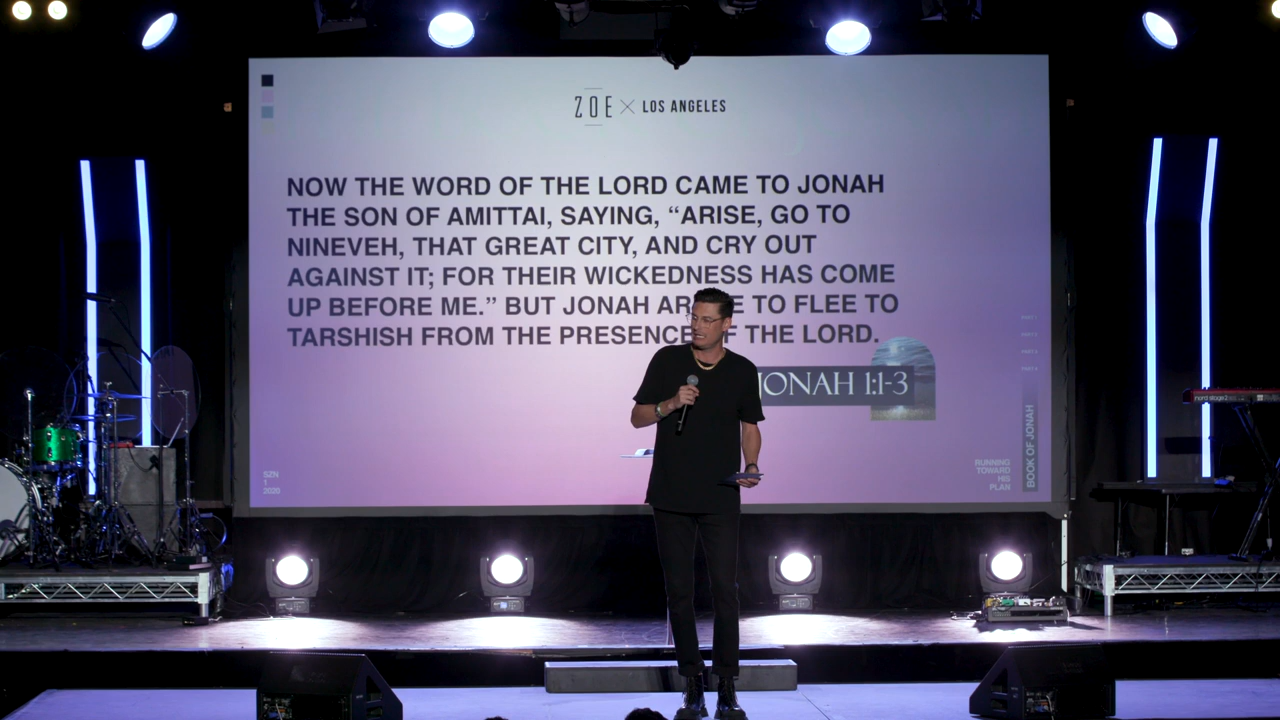 ZOE × LOS ANGELES
NOW THE WORD OF THE LORD CAME TO JONAH
THE SON OF AMITTAI, SAYING, “ARISE, GO TO
NINEVEH, THAT GREAT CITY, AND CRY OUT
AGAINST IT; FOR THEIR WICKEDNESS HAS COME
UP BEFORE ME.” BUT JONAH AR E TO FLEE TO
TARSHISH FROM THE PRESENCE F THE LORD.
JONAH 1:1-3
SZN
1
2020
RUNNING
TOWARD
HIS
PLAN
BOOK OF JONAH
nord stage